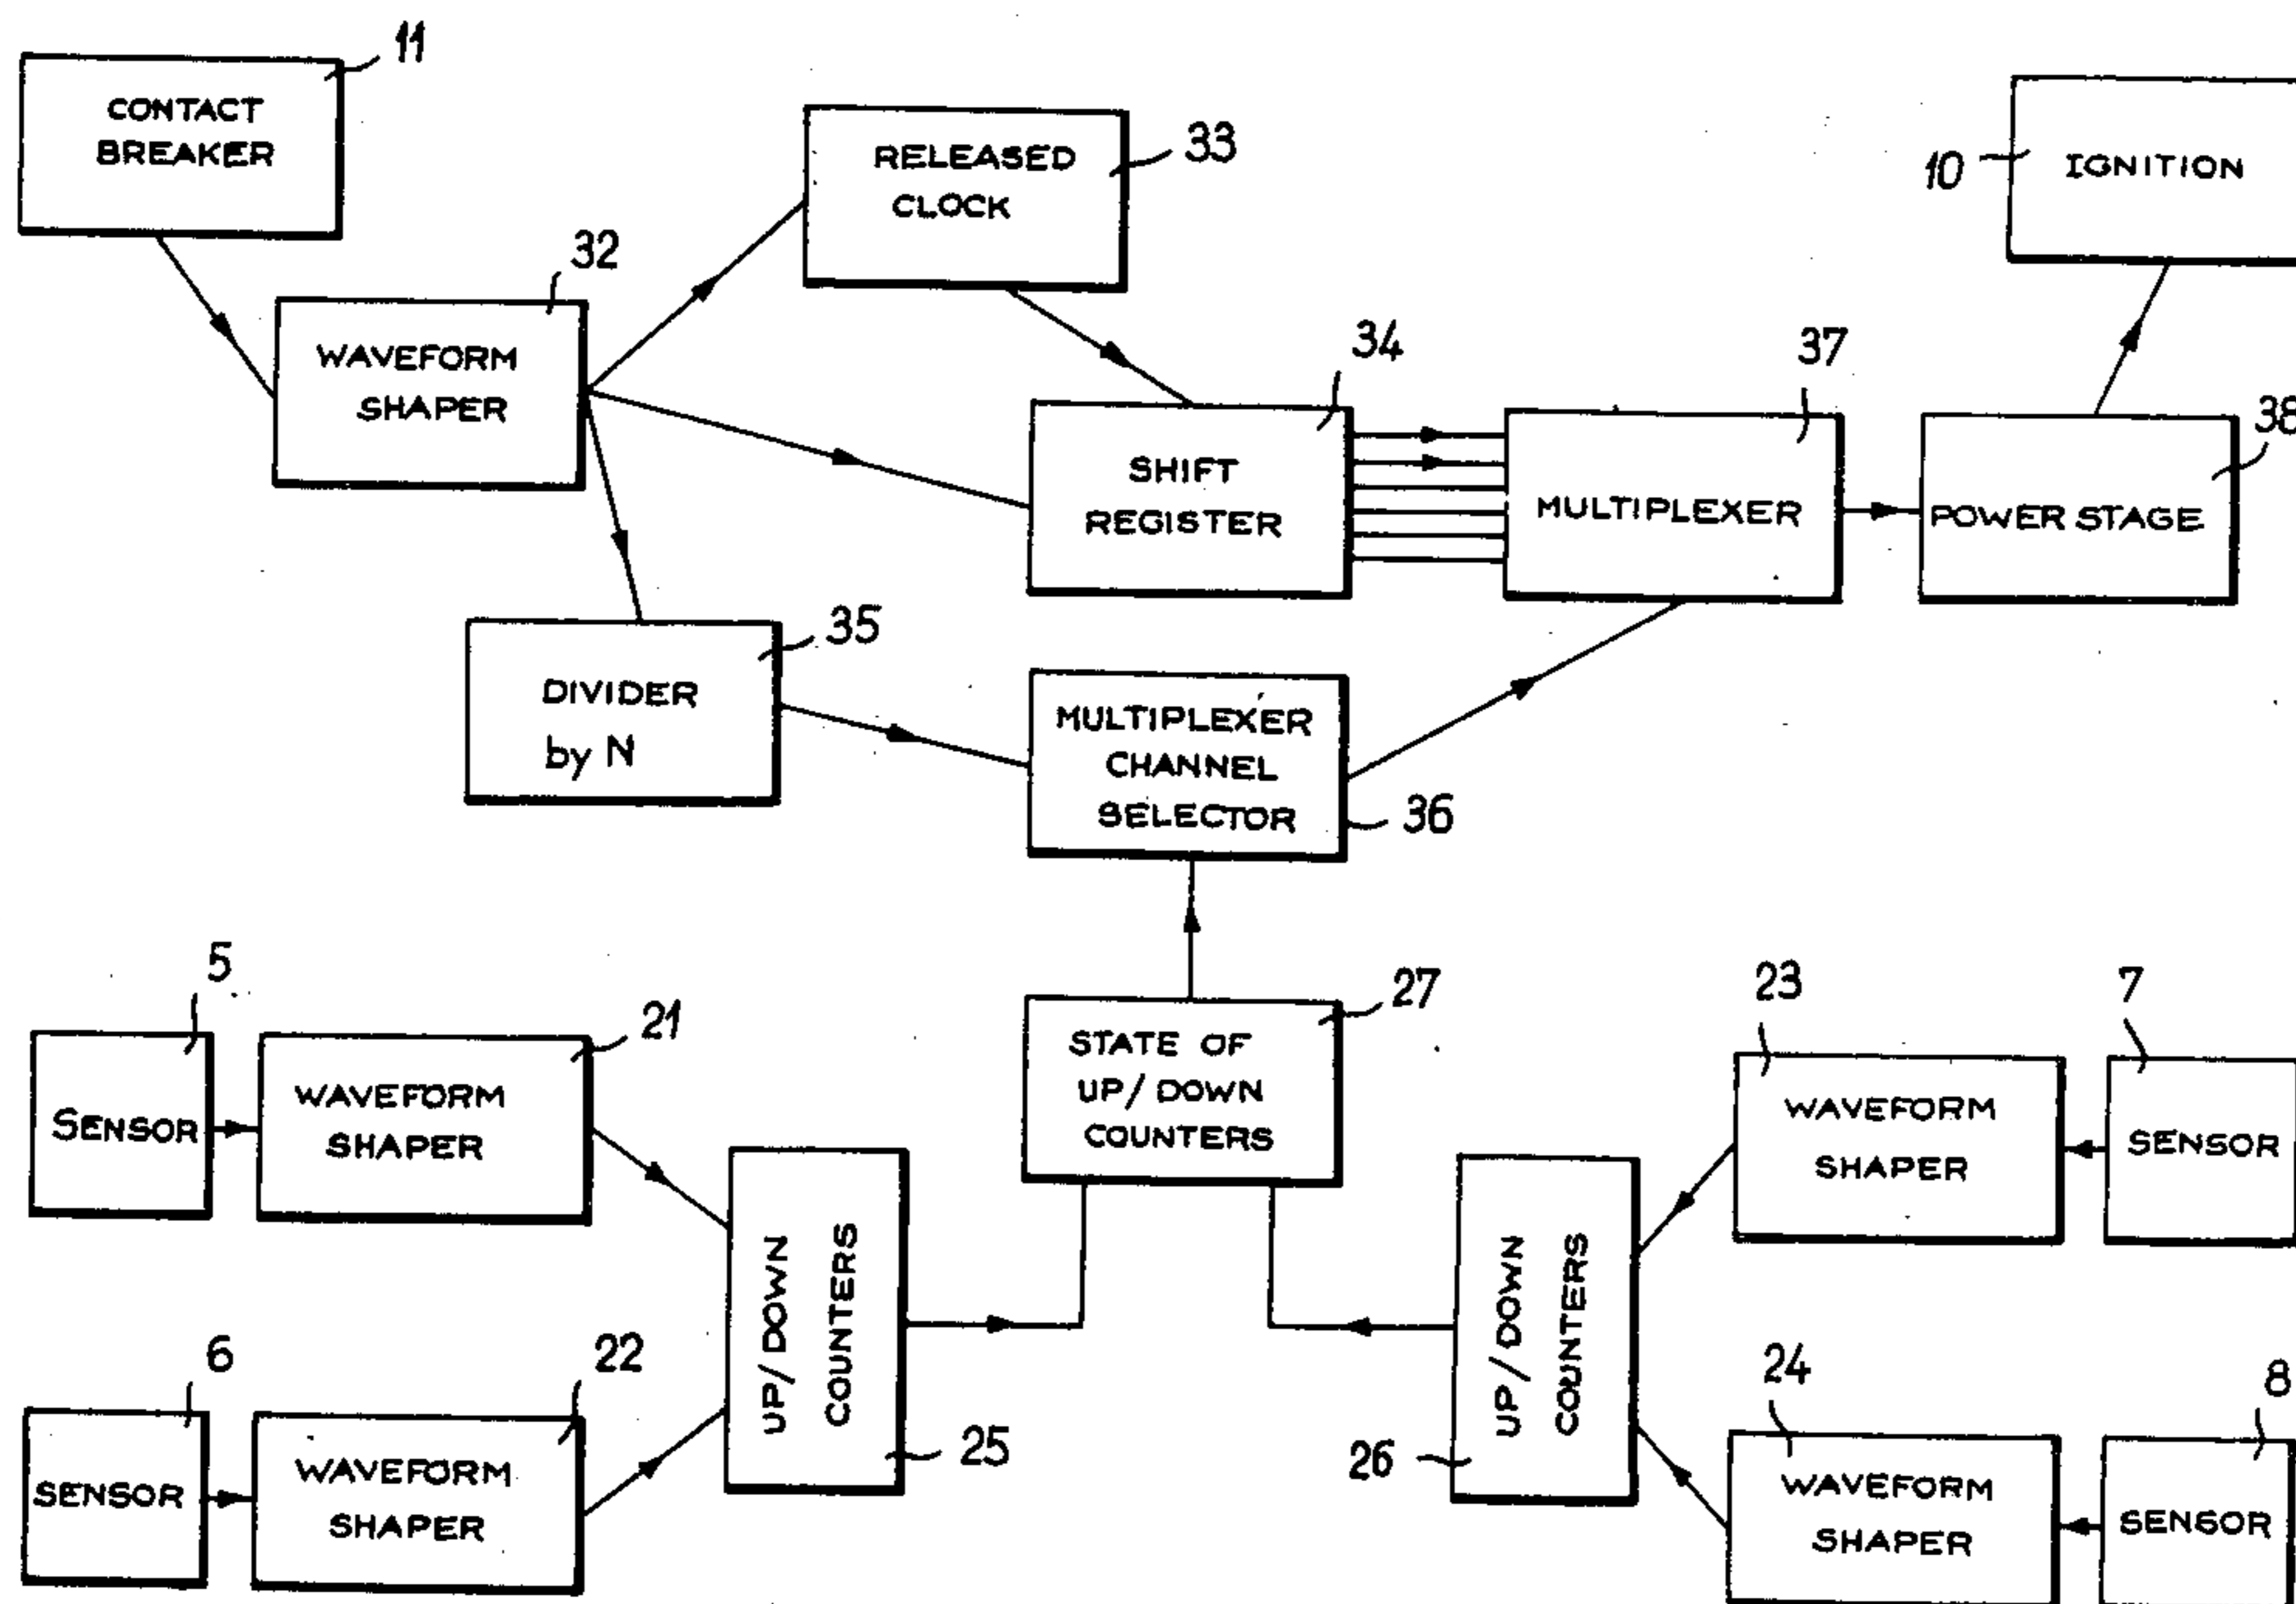 11
CONTACT
BREAKER
32
WAVEFORM
SHAPER
RELEASED
CLOCK
33
10
IGNITION
34
SHIFT
REGISTER
37
MULTIPLEXER
38
POWER STAGE
35
DIVIDER
by N
MULTIPLEXER
CHANNEL
SELECTOR
36
5
SENSOR
21
WAVEFORM
SHAPER
6
SENSOR
22
WAVEFORM
SHAPER
UP/DOWN
COUNTERS
25
27
STATE OF
UP/DOWN
COUNTERS
UP/DOWN
COUNTERS
26
23
WAVEFORM
SHAPER
7
SENSOR
24
WAVEFORM
SHAPER
8
SENSOR